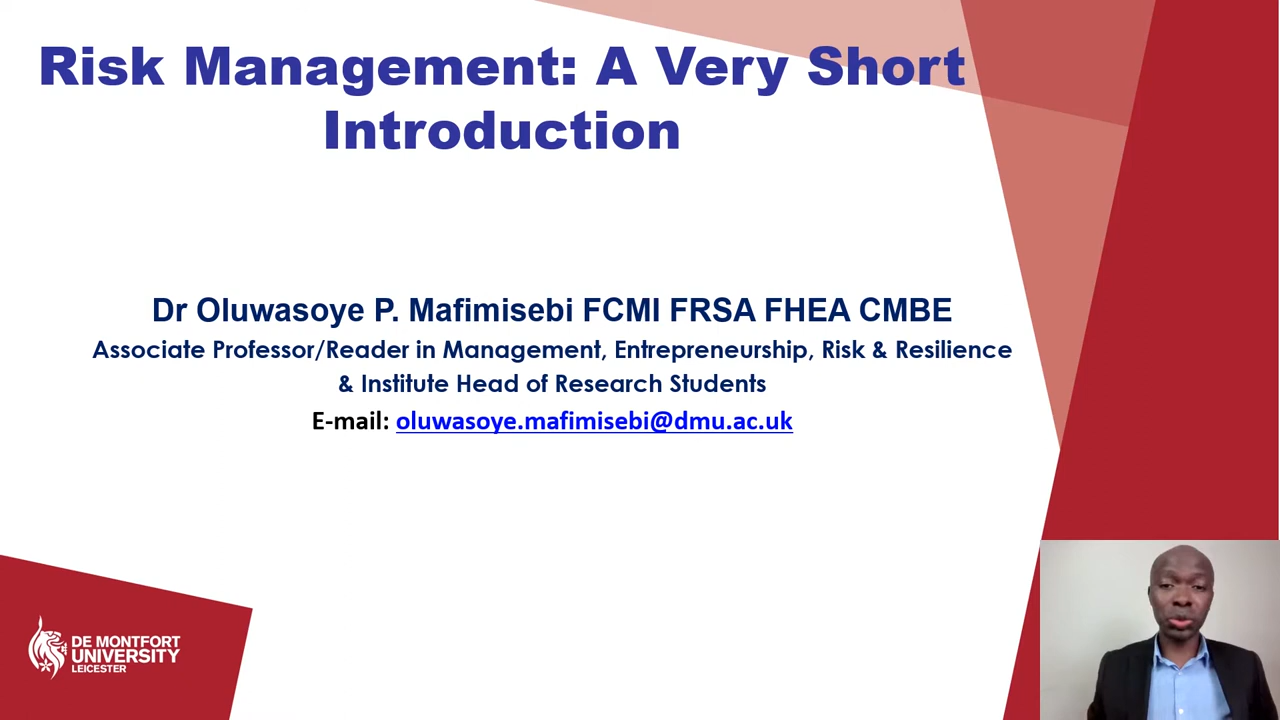 Risk Management: A Very Short
Introduction
Dr Oluwasoye P. Mafimisebi FCMI FRSA FHEA CMBE
Associate Professor/Reader in Management, Entrepreneurship, Risk & Resilience
& Institute Head of Research Students
E-mail: oluwasoye.mafimisebi@dmu.ac.uk
DE MONTFORT
UNIVERSITY
LEICESTER